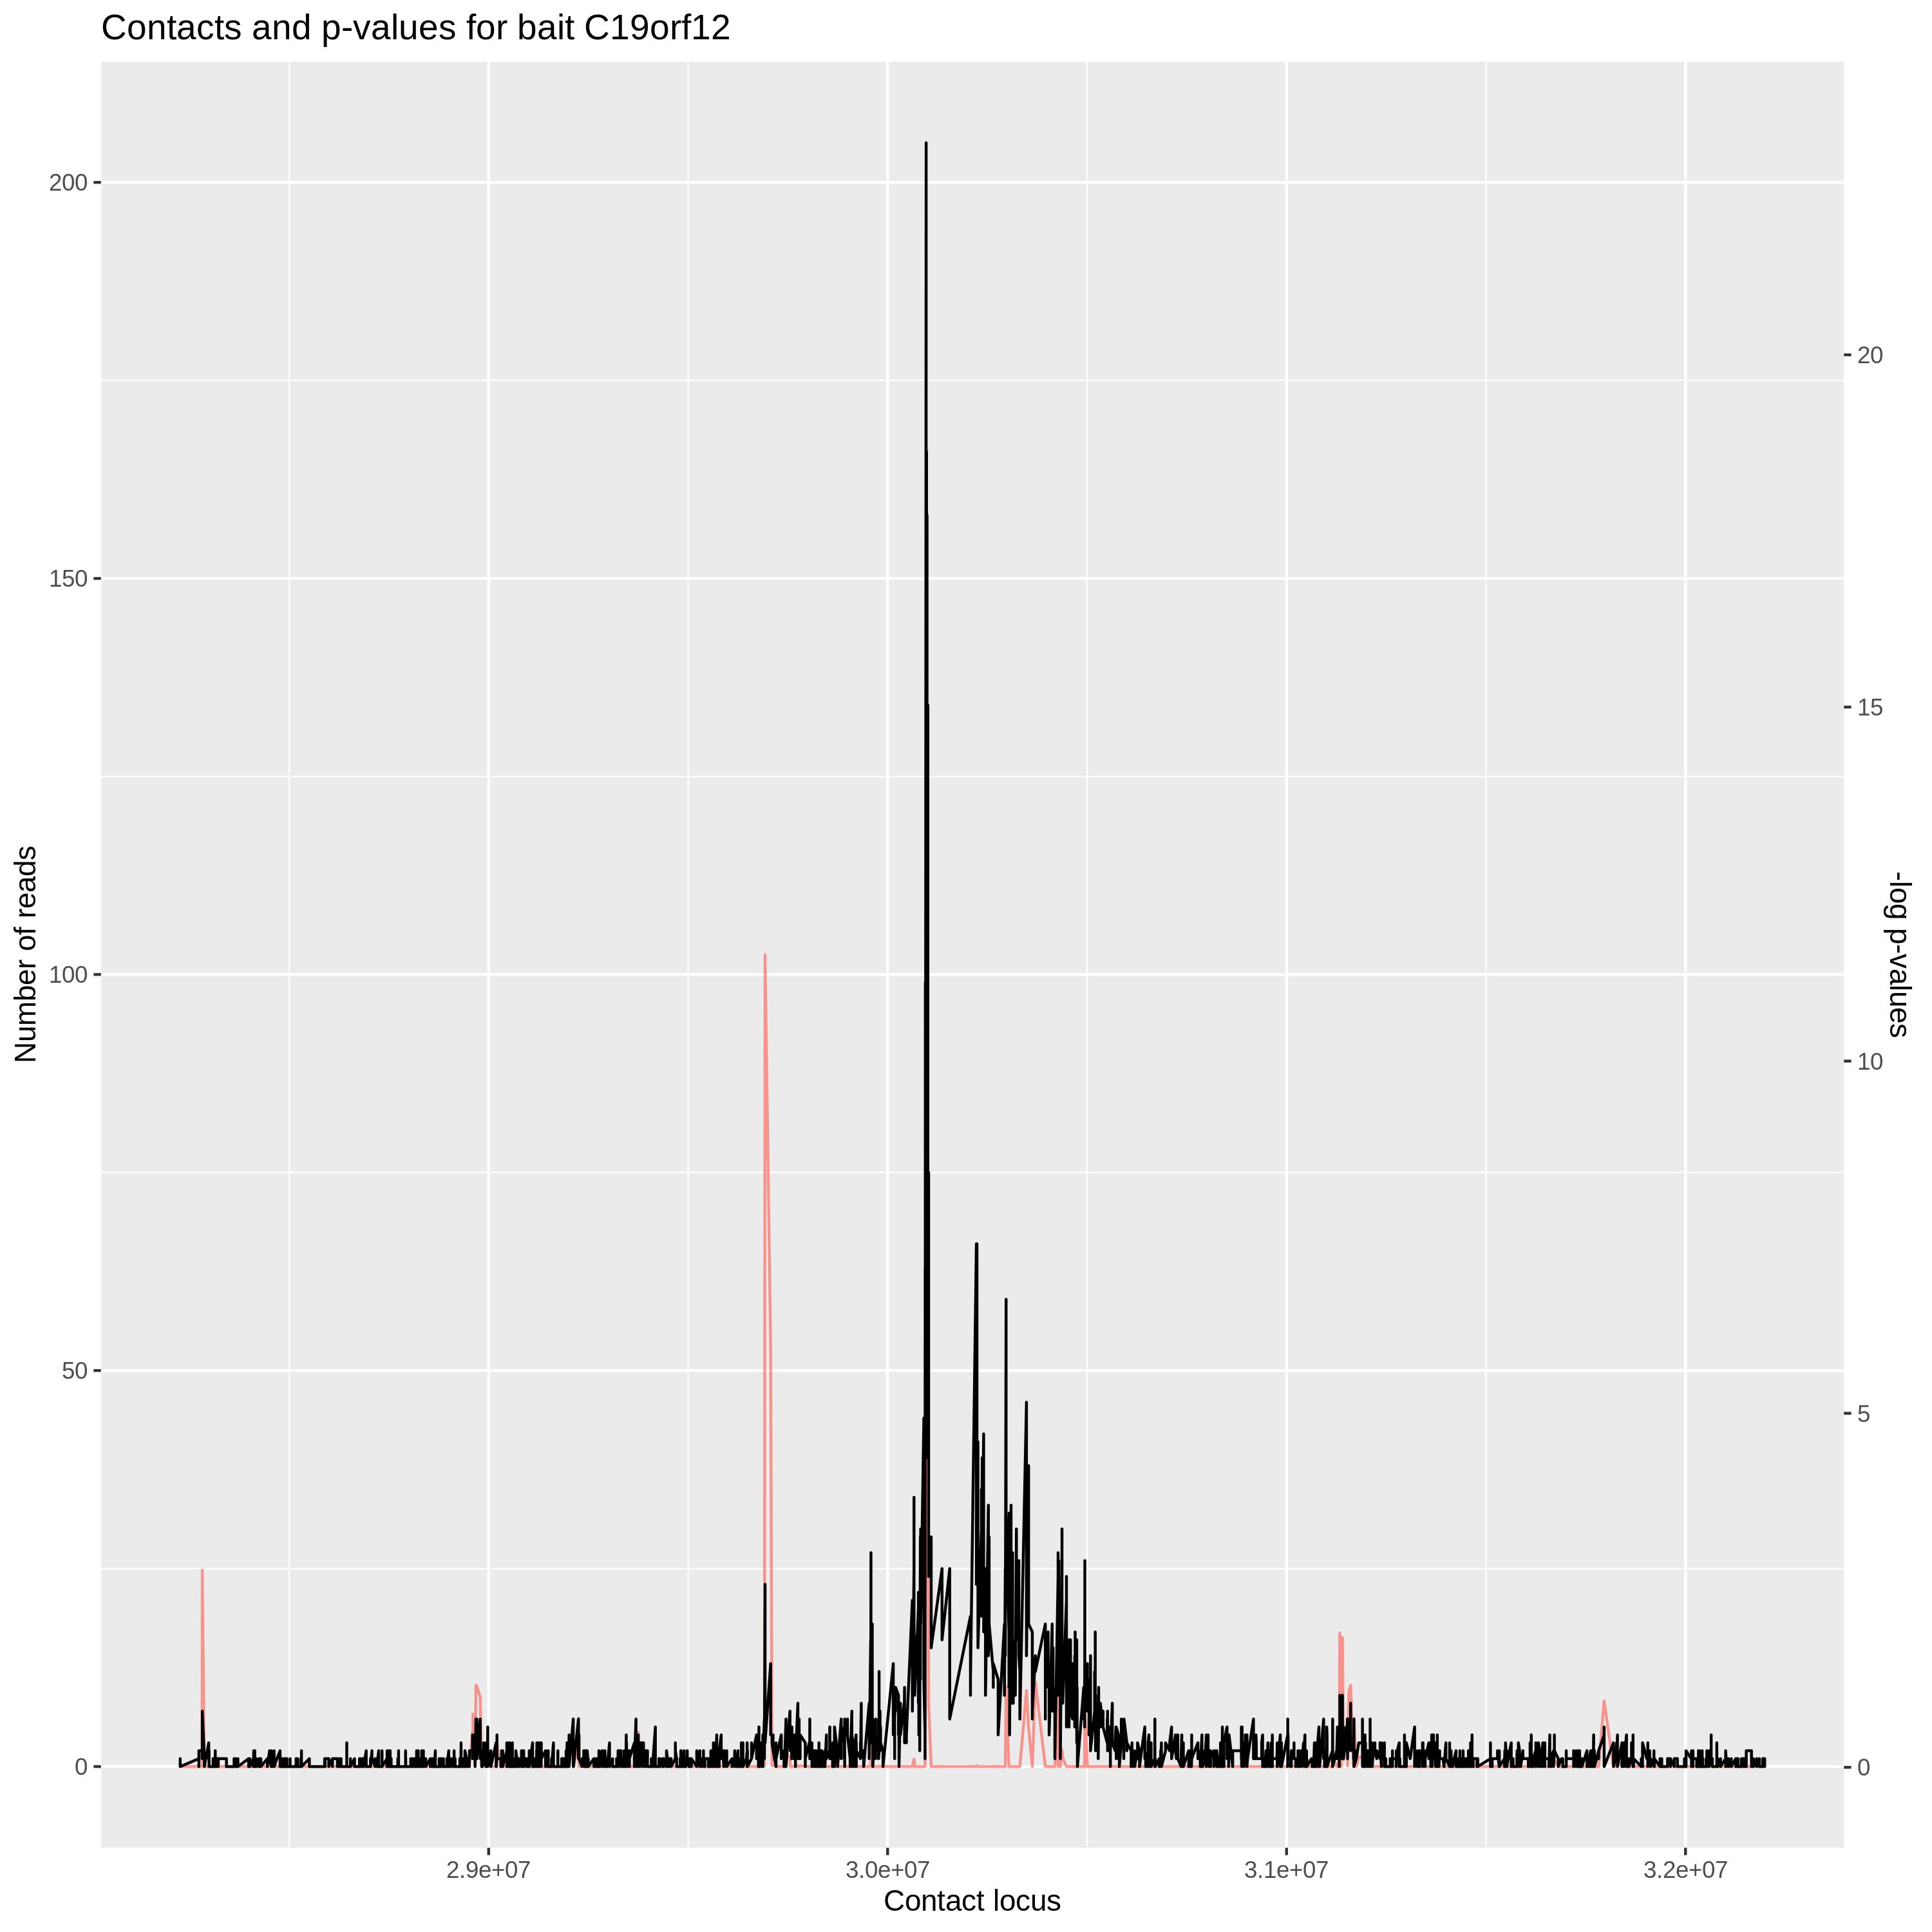 Contacts and p-values for bait C19orf12
200
150
100
50
0
20
15
10
5
0
Number of reads
-log p-values
2.9e+07
3.0e+07
3.1e+07
3.2e+07
Contact locus